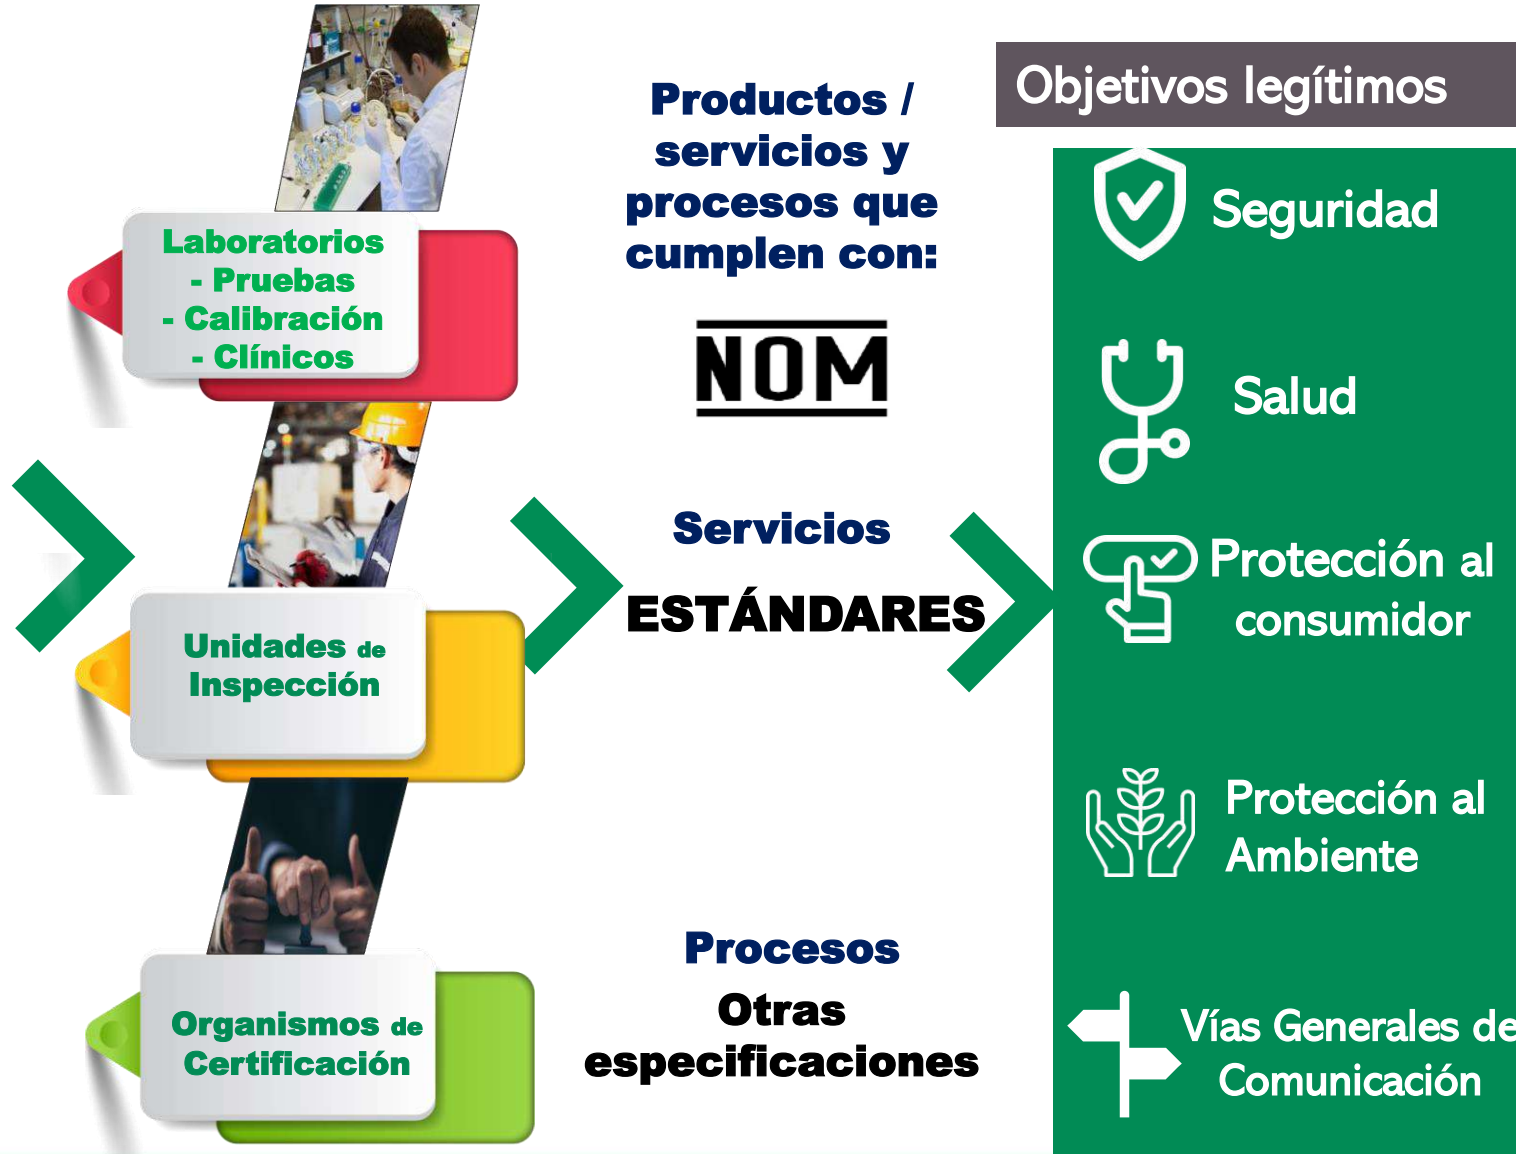 Laboratorios
- Pruebas
- Calibración
- Clínicos
Unidades de
Inspección
Organismos de
Certificación
Productos /
servicios y
procesos que
cumplen con:
NOM
Servicios
ESTÁNDARES
Procesos
Otras
especificaciones
Objetivos legítimos
Seguridad
Salud
Protección al
consumidor
Protección al
Ambiente
Vías Generales de
Comunicación